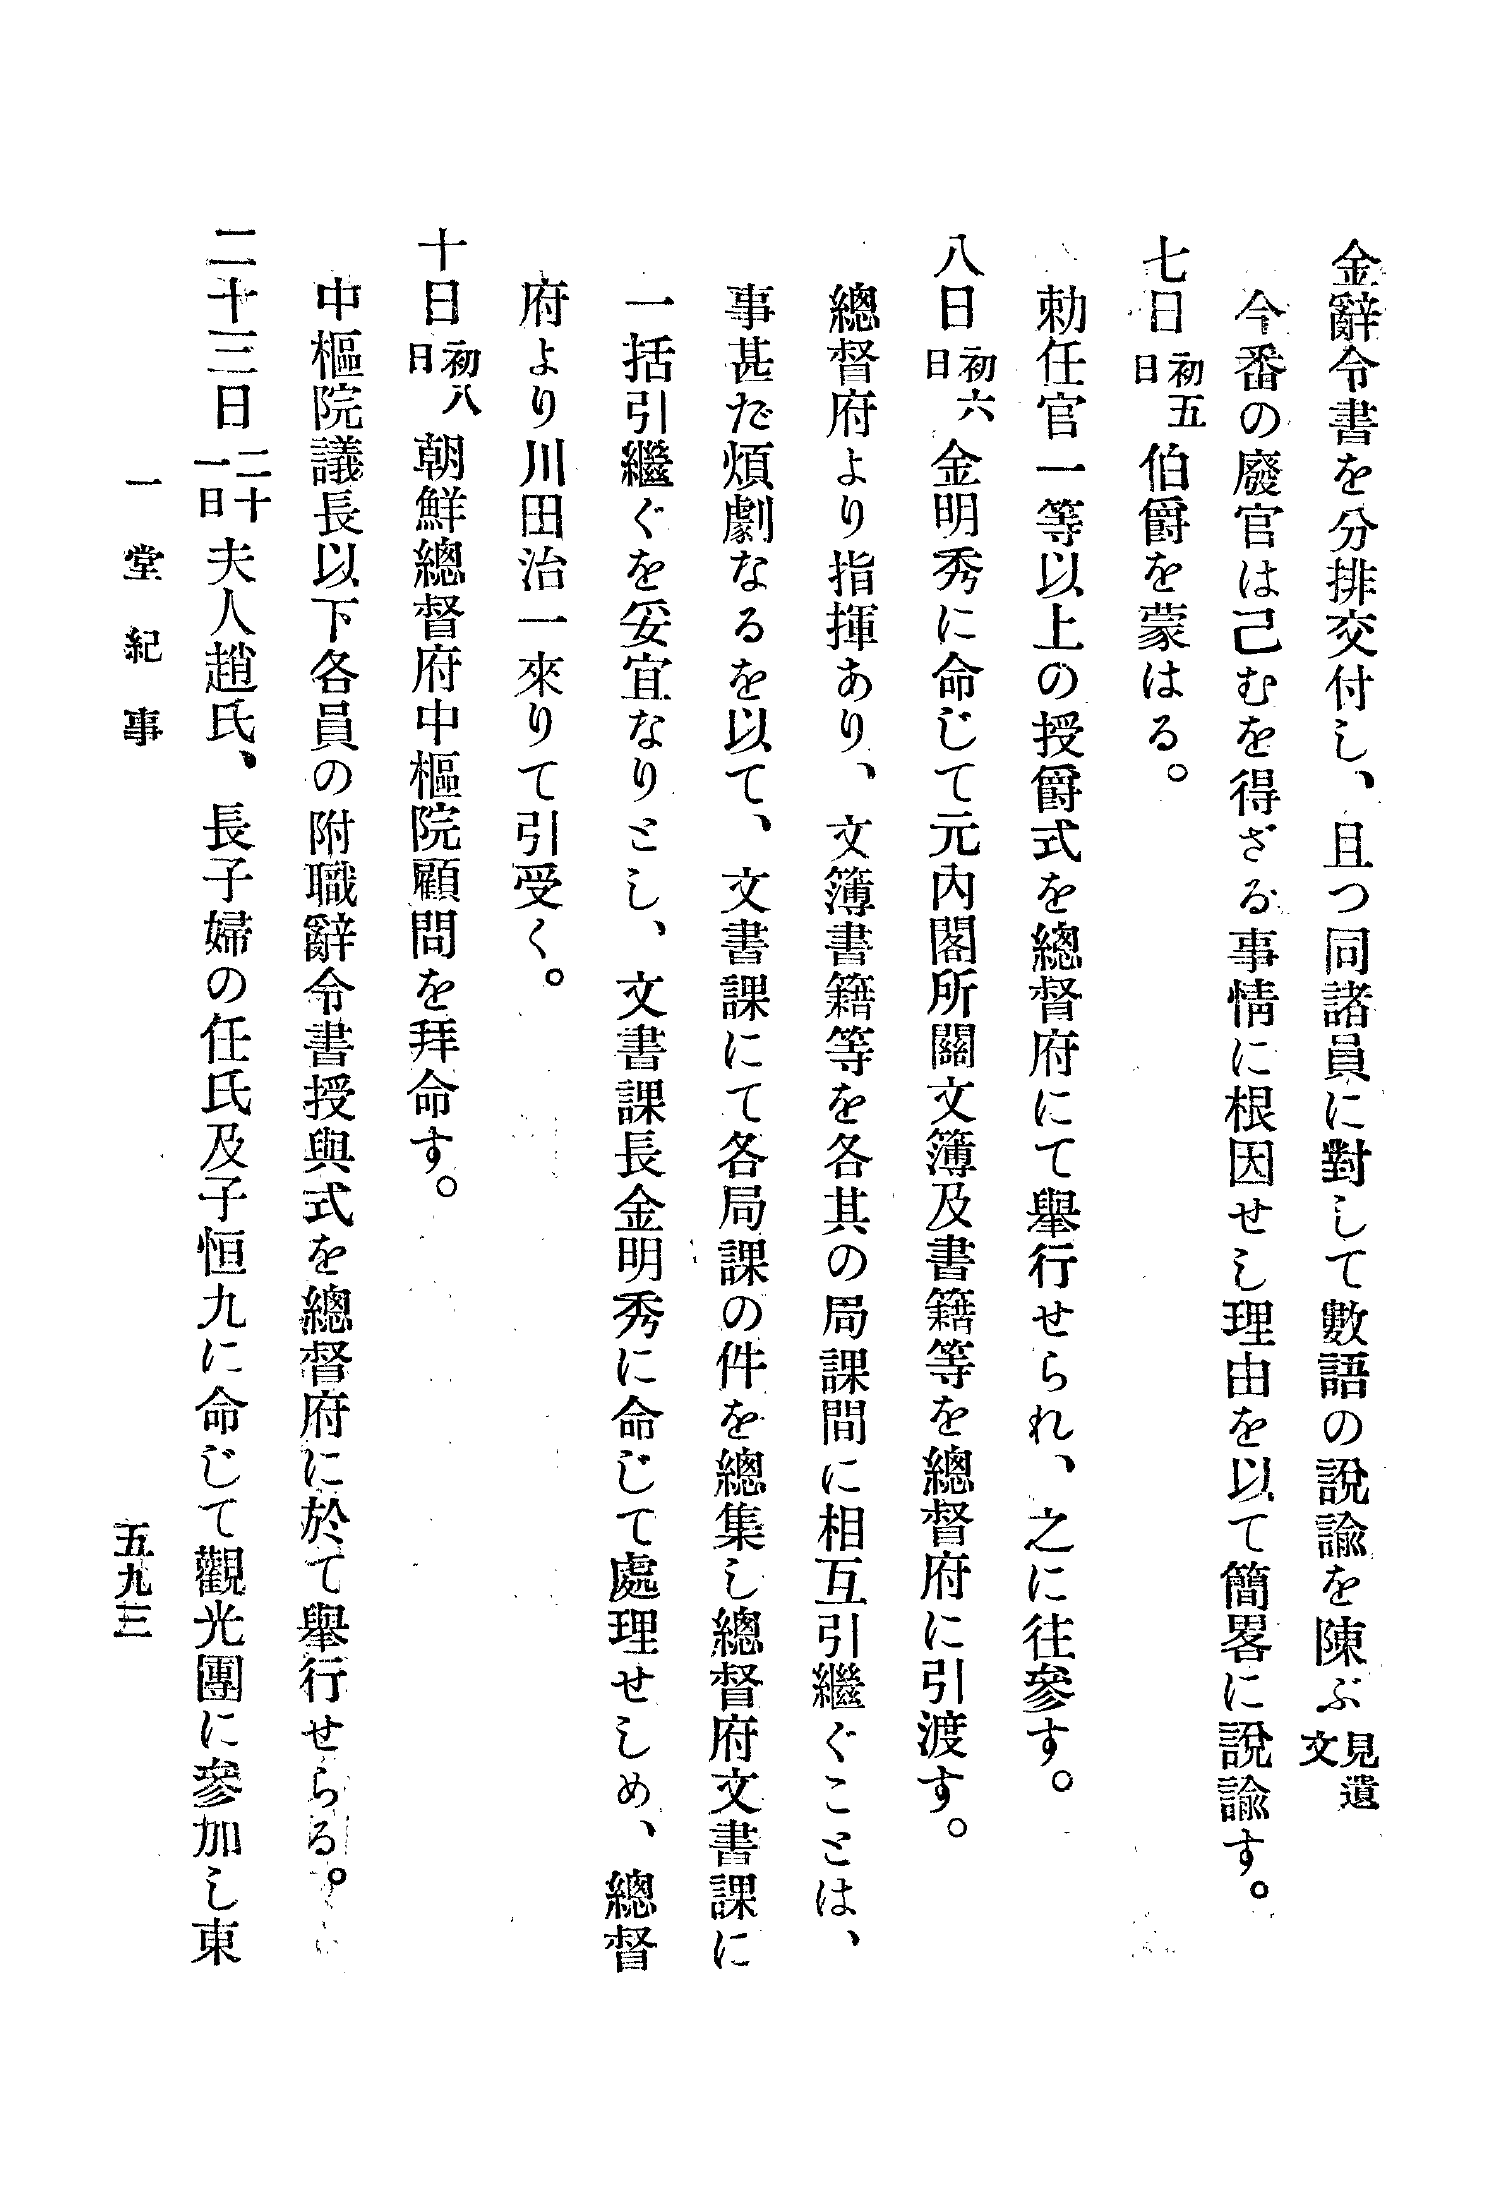 金辭令書を分排交付し、且つ同諸員に對して數語の說諭を陳ぶ見遺文
今番の廢官は己むを得ざる事情に根因せし理由を以て簡畧に說諭す。
七日初五日伯爵を蒙はる。
勅任官一等以上の授爵式を總督府にて舉行せられ、之に往參す。
八日初六日金明秀に命じて元內閣所關文簿及書籍等を總督府に引渡す。
總督府より指揮あり、文簿書籍等を各其の局課間に相互引繼ぐことは、
事甚だ煩劇なるを以て、文書課にて各局課の件を總集し總督府文書課に
一括引繼ぐを妥宜なりとし、文書課長金明秀に命じて處理せしめ、總督
府より川田治一來りて引受く。
十日初八日朝鮮總督府中樞院顧問を拜命す。
中樞院議長以下各員の附職辭令書授與式を總督府に於て舉行せらる。
二十三日二十一日夫人趙氏、長子婦の任氏及子恒九に命じて觀光團に參加し東
一堂紀事
五九三